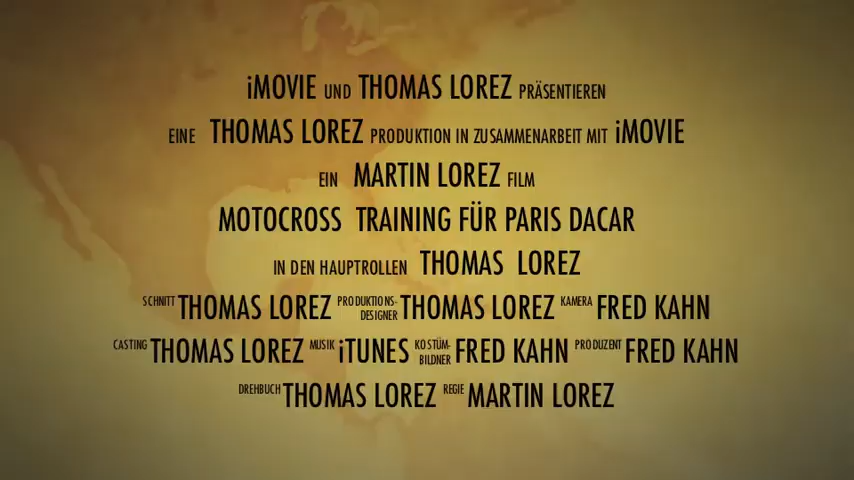 iMOVIE UND THOMAS LOREZ PRÄSENTIEREN
EINE THOMAS LOREZ PRODUKTION IN ZUSAMMENARBEIT MIT iMOVIE
EIN MARTIN LOREZ FILM
MOTOCROSS TRAINING FÜR PARIS DACAR
IN DEN HAUPTROLLEN THOMAS LOREZ
SCHNITT THOMAS LOREZ PRODUKTIONS-DESIGNER THOMAS LOREZ KAMERA FRED KAHN
CASTING THOMAS LOREZ MUSIK iTUNES KOSTÜM-BILDNER FRED KAHN PRODUZENT FRED KAHN
DREHBUCH THOMAS LOREZ REGIE MARTIN LOREZ